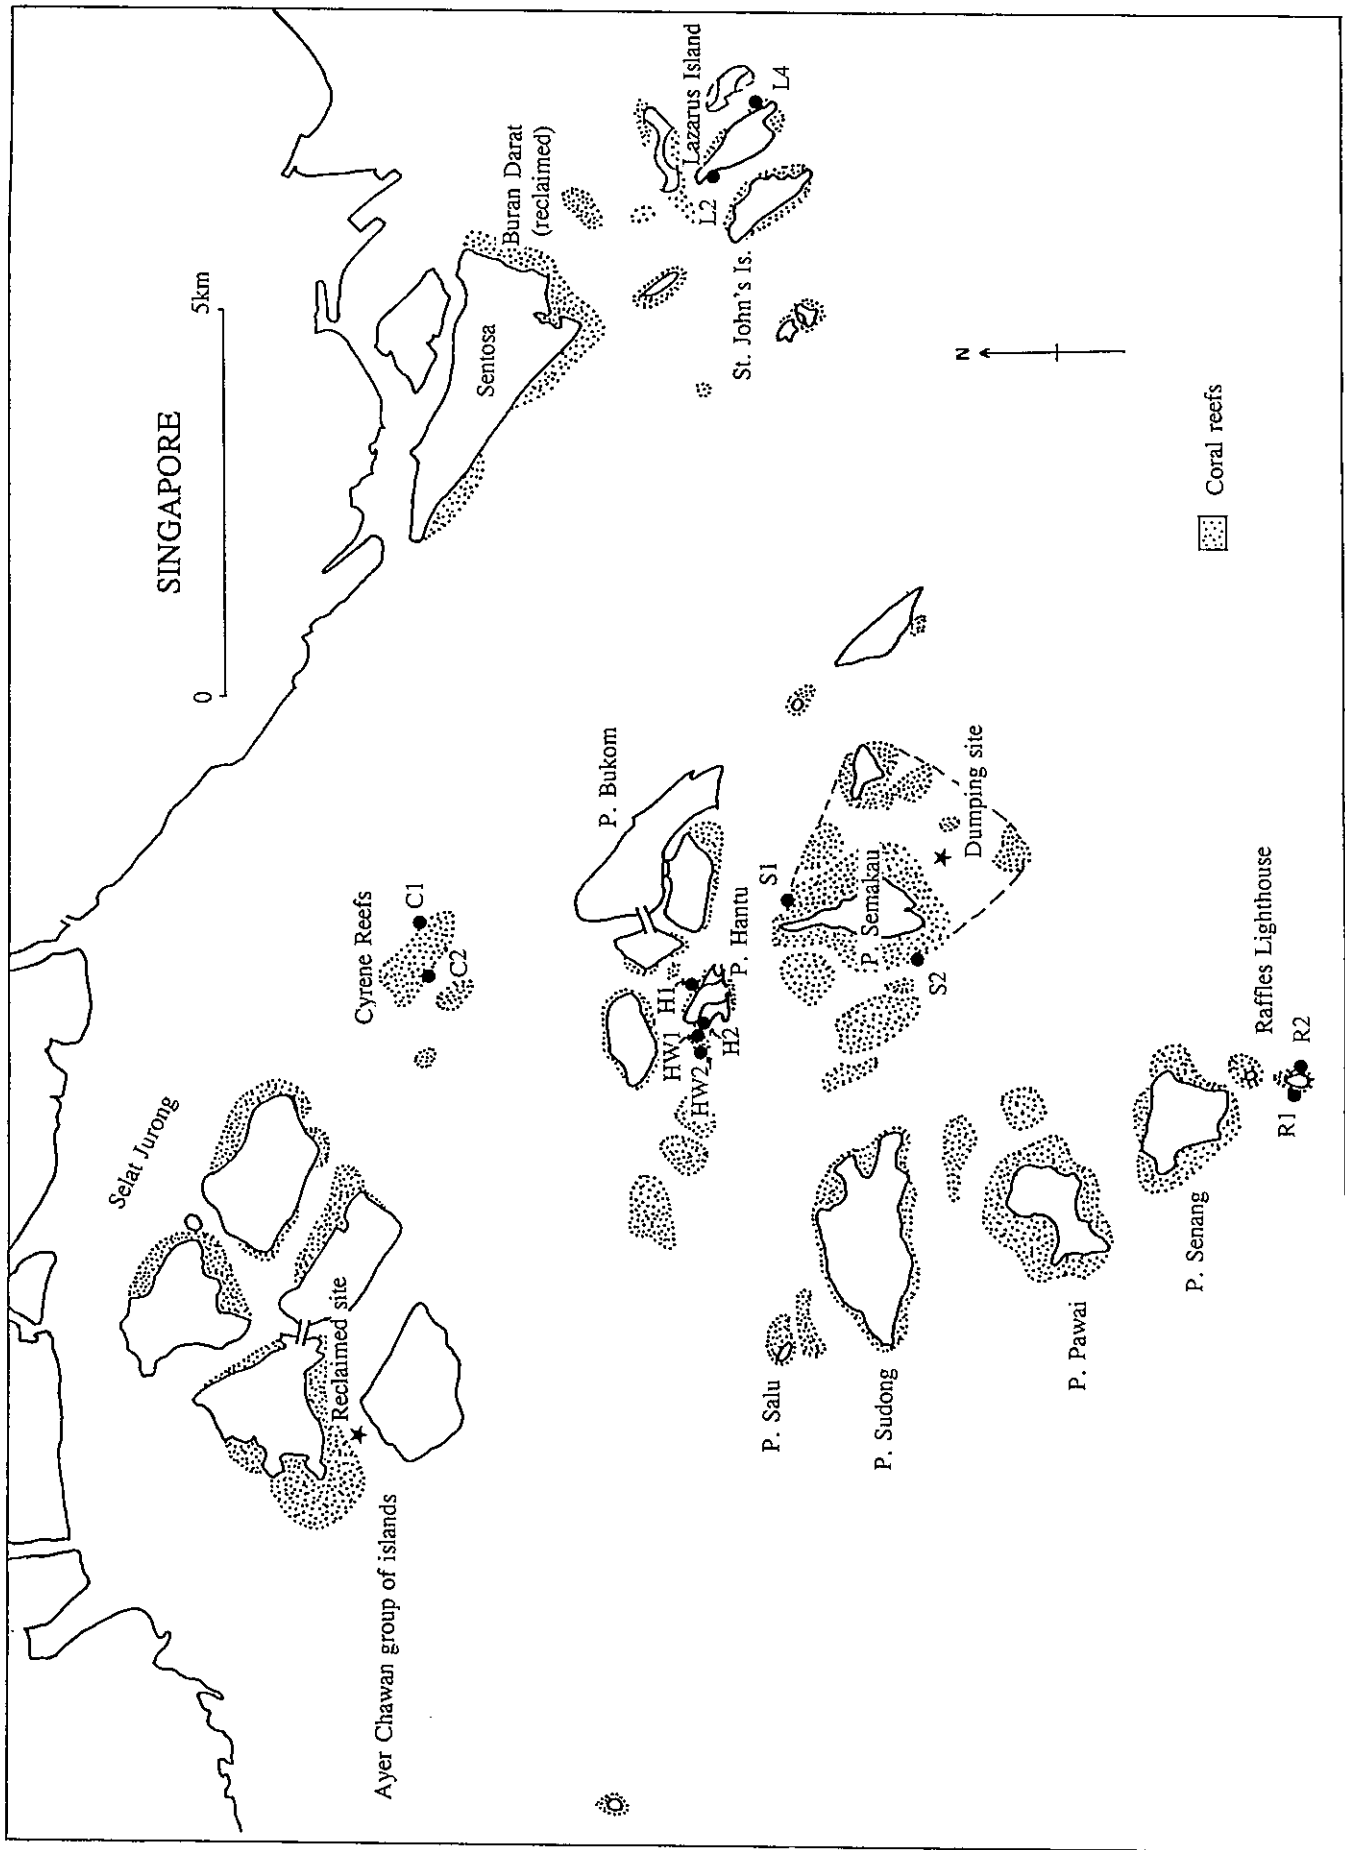 SINGAPORE
0
5km
Selat Jurong
Cyrene Reefs
C1
C2
Reclaimed site
Ayer Chawan group of islands
Sentosa
Buran Darat
(reclaimed)
Lazarus Island
L2
L4
St. John's Is.
P. Bukom
P. Hantu
H1
HW1
HW2
H2
S1
P. Semakau
S2
Dumping site
P. Salu
P. Sudong
P. Pawai
P. Senang
Raffles Lighthouse
R1
R2
N
Coral reefs